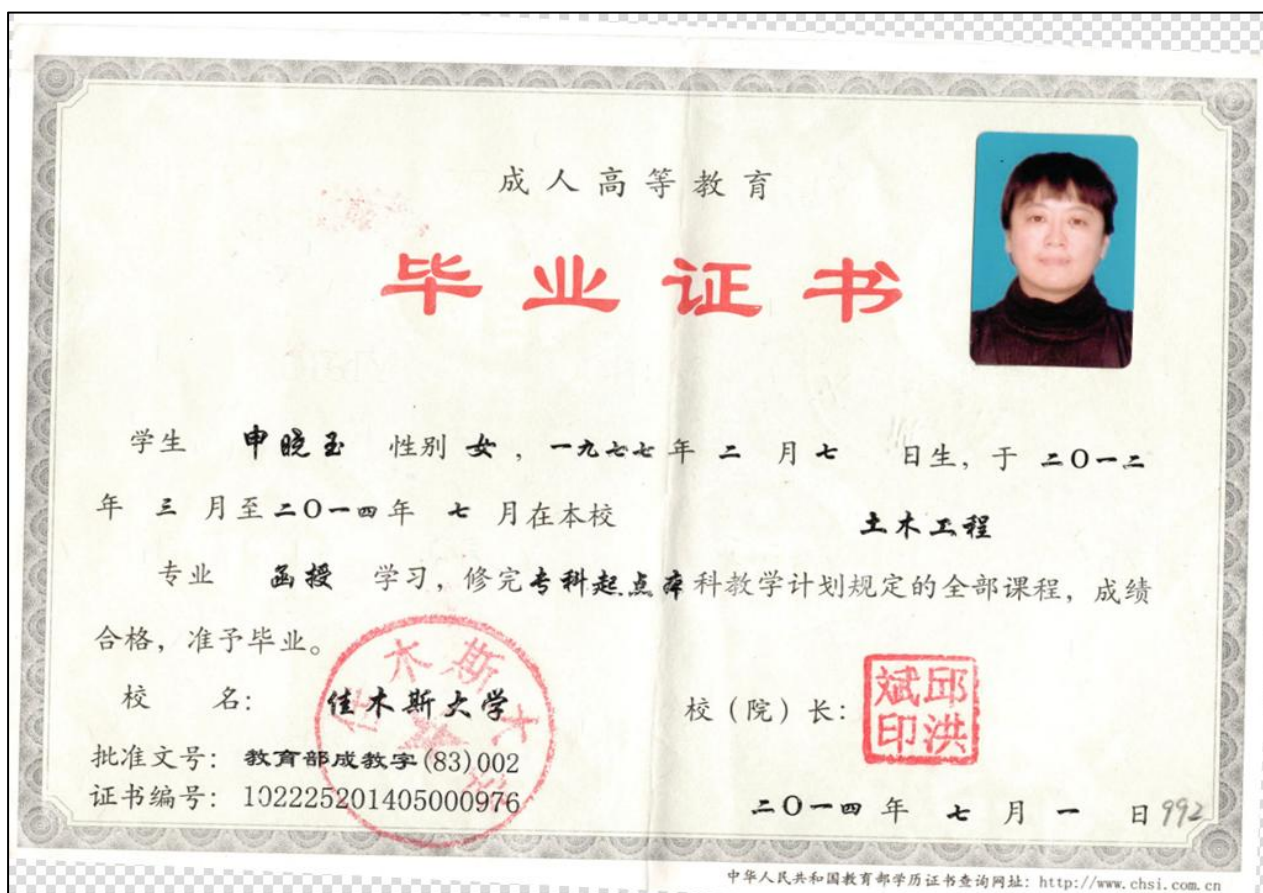 成人高等教育
毕业证书
学生 申晓玉 性别 女，一九七七年 二 月 七 日生，于 二〇一二
年 三 月至二〇一四年 七 月在本校 土木工程
专业 函授 学习，修完专科起点本科教学计划规定的全部课程，成绩
合格，准予毕业。
校 名： 佳木斯大学 校（院）长：
邱洪斌印
佳木斯大学
批准文号：教育部成教字(83)002
证书编号：102225201405000976
二〇一四 年 七 月 一 日 992
中华人民共和国教育部学历证书查询网址：http://www.chsi.com.cn